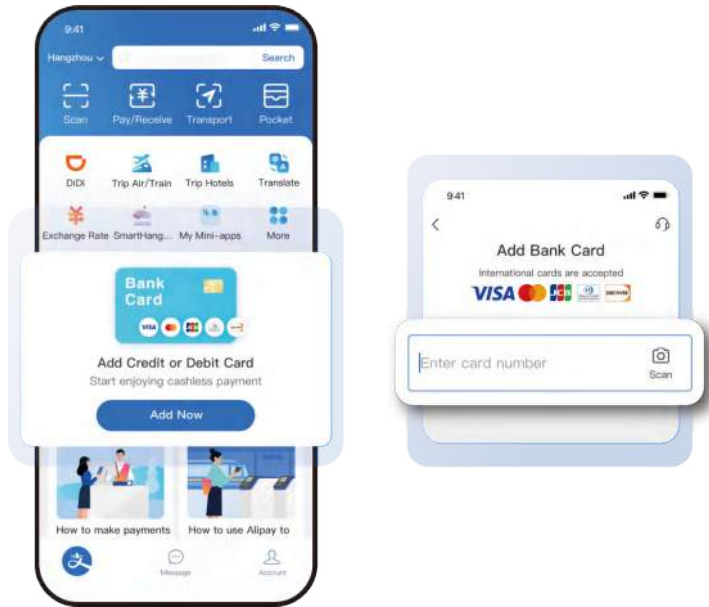 9:41
Hangzhou
Search
Scan
Pay/Receive
Transport
Pocket
DiDi
Trip Air/Train
Trip Hotels
Translate
Exchange Rate
SmartHang...
My Mini-apps
More
Bank
Card
VISA
Add Credit or Debit Card
Start enjoying cashless payment
Add Now
How to make payments
How to use Alipay to
Message
Account
9:41
Add Bank Card
International cards are accepted
VISA
JCB
DISCOVER
Enter card number
Scan